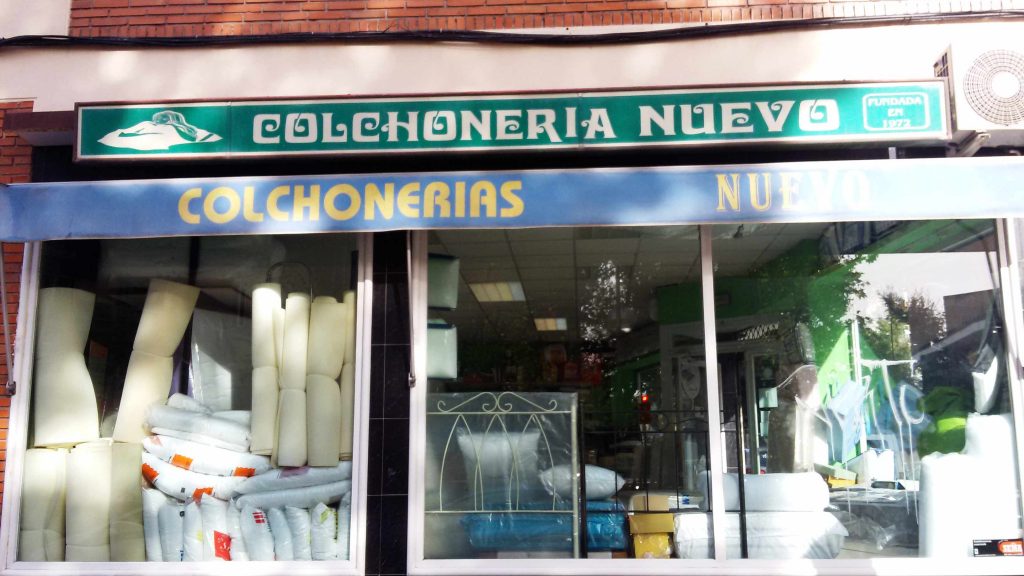 COLCHONERIA NUEVO
FUNDADA
EN
1972
COLCHONERIAS NUEVO